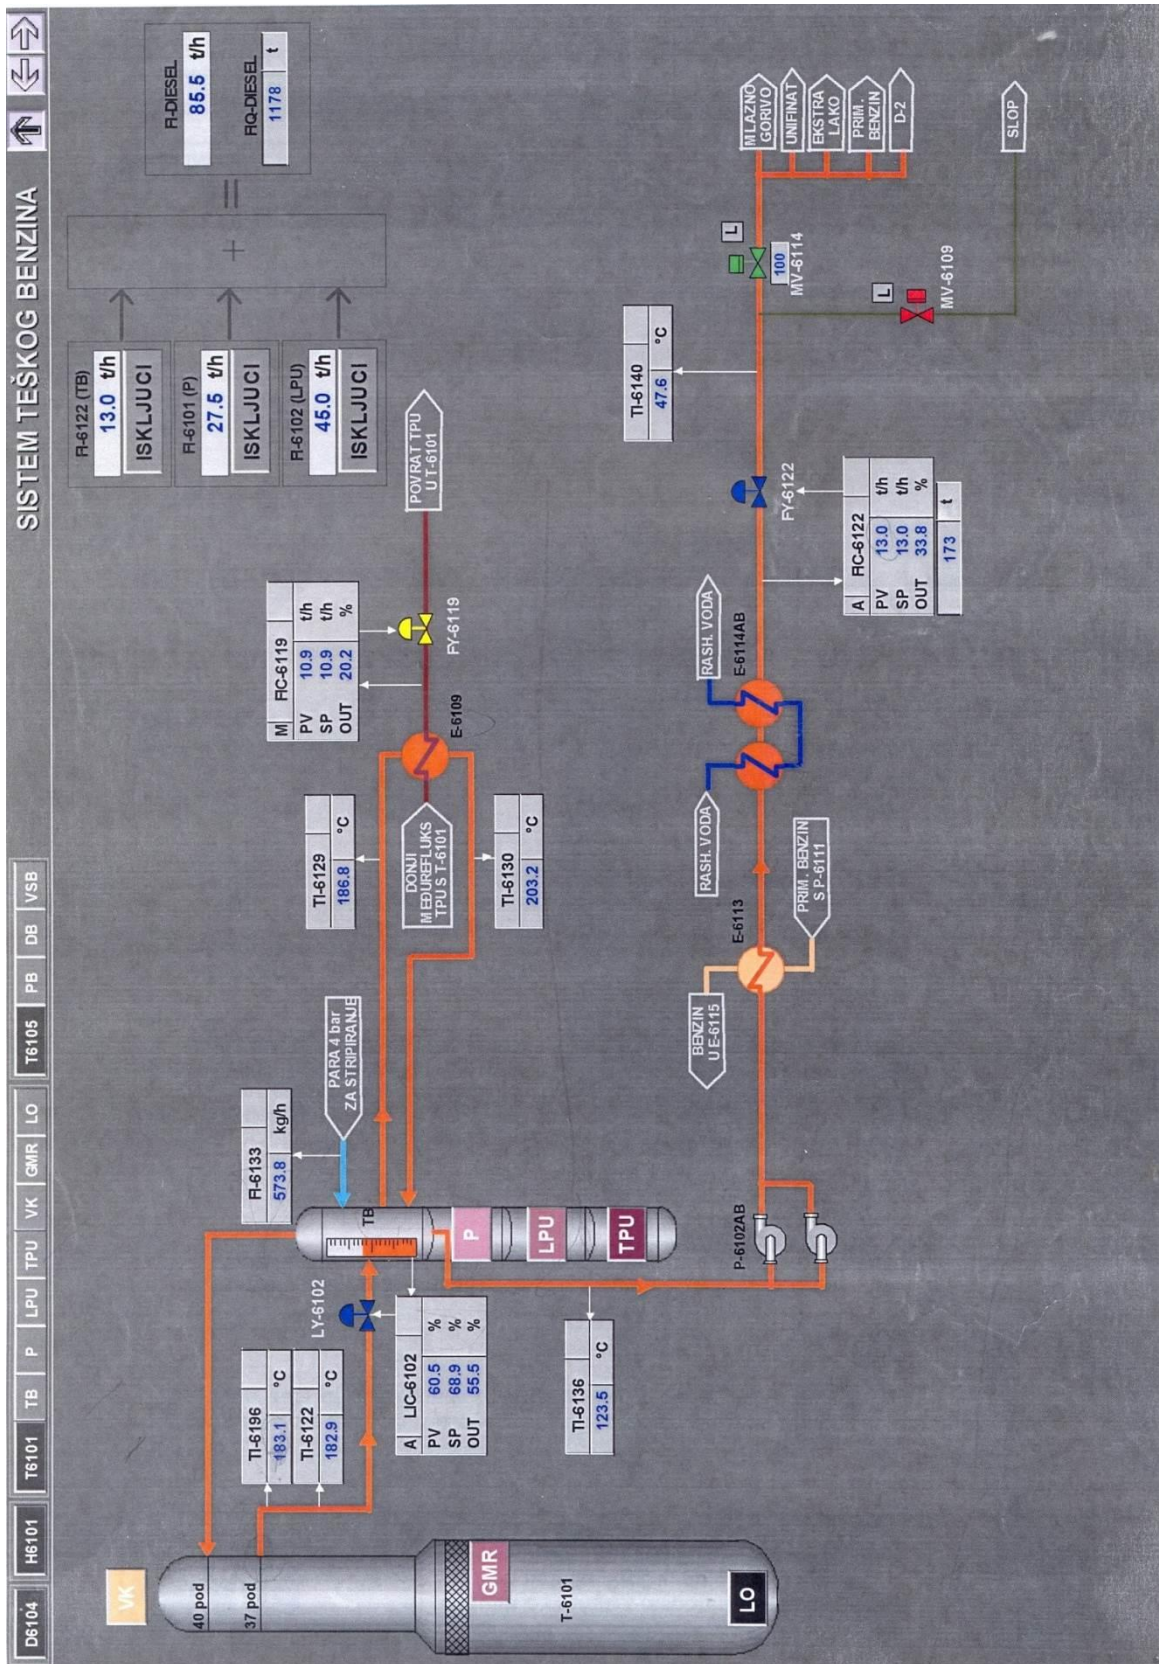 SISTEM TEŠKOG BENZINA
D6104
H6101
T6101
TB
P
LPU
TPU
VK
GMR
LO
T6105
PB
DB
VSB
FI-6122 (TB)
13.0 t/h
ISKLJUCI
FI-6101 (P)
27.5 t/h
ISKLJUCI
FI-6102 (LPU)
45.0 t/h
ISKLJUCI
+
=
FI-DIESEL
85.5 t/h
FIQ-DIESEL
1178 t
VK
40 pod
37 pod
GMR
T-6101
LO
TI-6196
183.1 °C
TI-6122
182.9 °C
LY-6102
A LIC-6102
PV 60.5 %
SP 68.9 %
OUT 55.5 %
TB
P
LPU
TPU
FI-6133
573.8 kg/h
PARA 4 bar
ZA STRIPIRANJE
TI-6129
186.8 °C
DONJI
MEĐUREFLUKS
TPU S T-6101
TI-6130
203.2 °C
E-6109
M FIC-6119
PV 10.9 t/h
SP 10.9 t/h
OUT 20.2 %
FY-6119
POVRAT TPU
U T-6101
TI-6136
123.5 °C
P-6102AB
BENZIN
U E-6115
E-6113
PRIM. BENZIN
S P-6111
RASH. VODA
RASH. VODA
E-6114AB
A FIC-6122
PV 13.0 t/h
SP 13.0 t/h
OUT 33.8 %
173 t
FY-6122
TI-6140
47.6 °C
L
100
MV-6114
L
MV-6109
MLAZNO
GORIVO
UNIFINAT
EKSTRA
LAKO
PRIM.
BENZIN
D-2
SLOP